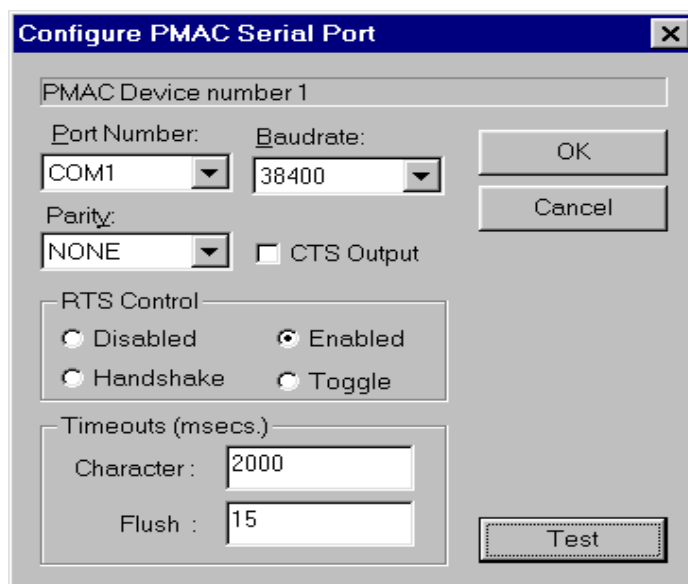 Configure PMAC Serial Port
PMAC Device number 1
Port Number:
Baudrate:
COM1
38400
OK
Cancel
Parity:
NONE
CTS Output
RTS Control
Disabled
Enabled
Handshake
Toggle
Timeouts (msecs.)
Character :
2000
Flush :
15
Test